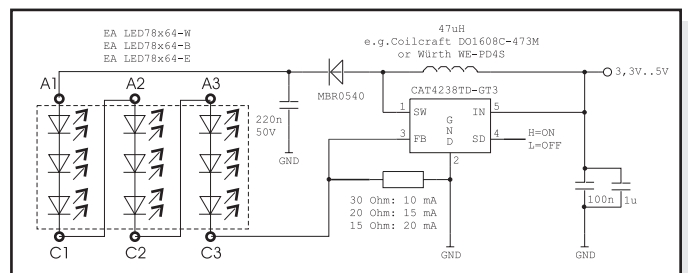 EA LED78x64-W
EA LED78x64-B
EA LED78x64-E
47uH
e.g.Coilcraft DO1608C-473M
or Würth WE-PD4S
A1
A2
A3
MBR0540
CAT4238TD-GT3
3,3V..5V
220n
50V
GND
1
SW
IN
5
3
FB
GND
SD
4
H=ON
L=OFF
2
30 Ohm: 10 mA
20 Ohm: 15 mA
15 Ohm: 20 mA
100n
1u
C1
C2
C3
GND
GND